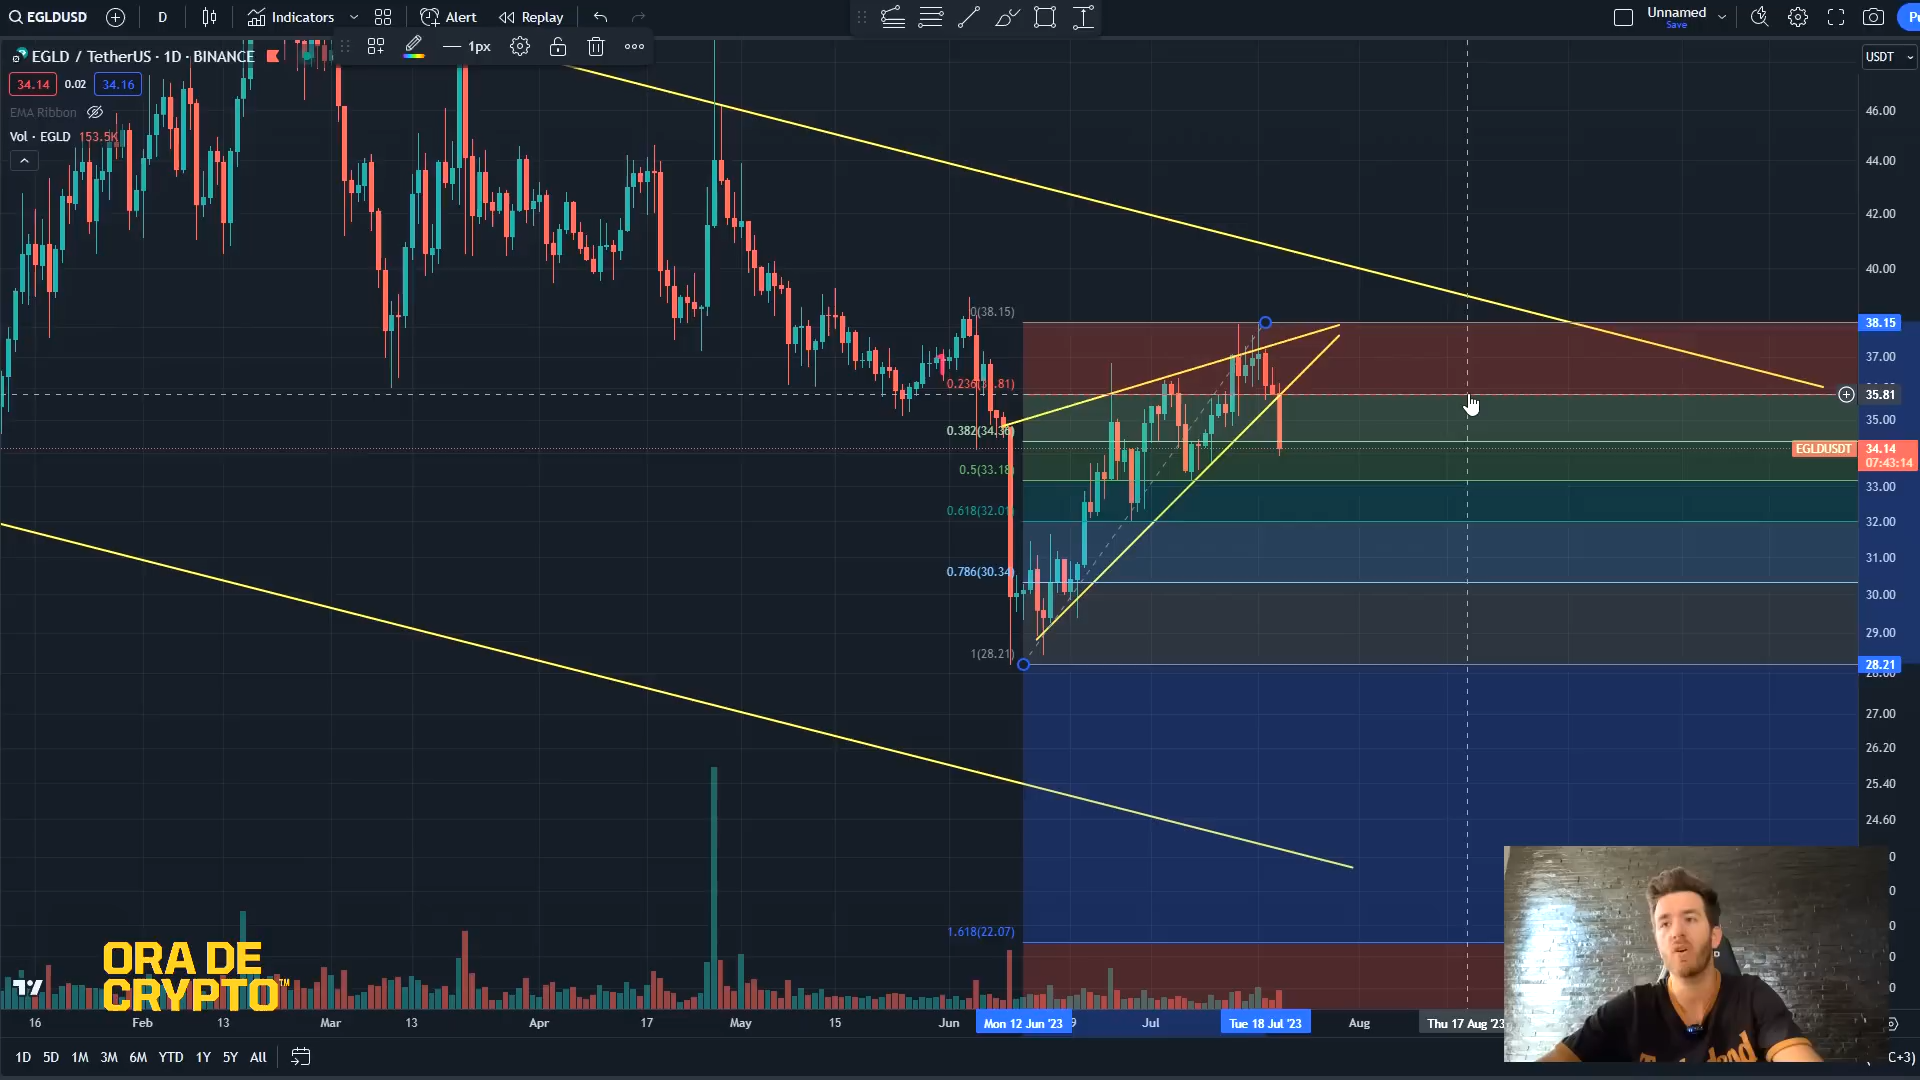 EGLDUSD D Indicators Alert Replay Unnamed
Save
EGLD / TetherUS · 1D · BINANCE 1px USDT
34.14 0.02 34.16
EMA Ribbon
Vol · EGLD 153.5K
46.00
44.00
42.00
40.00
0(38.15) 38.15
37.00
35.81
35.00
0.382(34.36)
EGLDUSDT 34.14
07:43:14
0.5(33.18)
33.00
32.00
31.00
0.786(30.34)
30.00
29.00
1(28.21) 28.21
28.00
27.00
26.20
25.40
24.60
1.618(22.07)
ORA DE
CRYPTO™
16 Feb 13 Mar 13 Apr 17 May 15 Jun Mon 12 Jun '23 Jul Tue 18 Jul '23 Aug Thu 17 Aug '23
1D 5D 1M 3M 6M YTD 1Y 5Y All